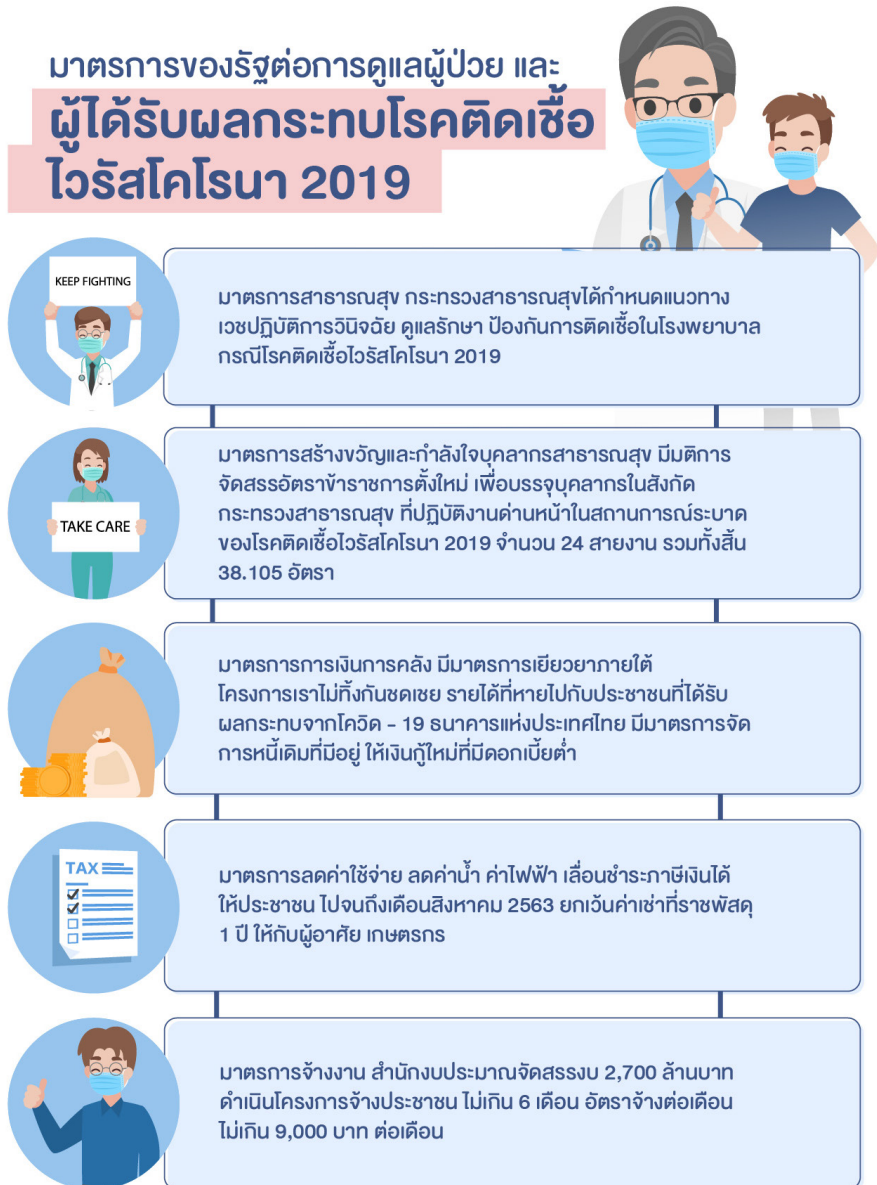 มาตรการของรัฐต่อการดูแลผู้ป่วย และ
ผู้ได้รับผลกระทบโรคติดเชื้อ
ไวรัสโคโรนา 2019
KEEP FIGHTING
มาตรการสาธารณสุข กระทรวงสาธารณสุขได้กำหนดแนวทาง
เวชปฏิบัติการวินิจฉัย ดูแลรักษา ป้องกันการติดเชื้อในโรงพยาบาล
กรณีโรคติดเชื้อไวรัสโคโรนา 2019
TAKE CARE
มาตรการสร้างขวัญและกำลังใจบุคลากรสาธารณสุข มีมติการ
จัดสรรอัตราข้าราชการตั้งใหม่ เพื่อบรรจุบุคลากรในสังกัด
กระทรวงสาธารณสุข ที่ปฏิบัติงานด่านหน้าในสถานการณ์ระบาด
ของโรคติดเชื้อไวรัสโคโรนา 2019 จำนวน 24 สายงาน รวมทั้งสิ้น
38.105 อัตรา
มาตรการการเงินการคลัง มีมาตรการเยียวยาภายใต้
โครงการเราไม่ทิ้งกันชดเชย รายได้ที่หายไปกับประชาชนที่ได้รับ
ผลกระทบจากโควิด - 19 ธนาคารแห่งประเทศไทย มีมาตรการจัด
การหนี้เดิมที่มีอยู่ ให้เงินกู้ใหม่ที่มีดอกเบี้ยต่ำ
TAX
มาตรการลดค่าใช้จ่าย ลดค่าน้ำ ค่าไฟฟ้า เลื่อนชำระภาษีเงินได้
ให้ประชาชน ไปจนถึงเดือนสิงหาคม 2563 ยกเว้นค่าเช่าที่ราชพัสดุ
1 ปี ให้กับผู้อาศัย เกษตรกร
มาตรการจ้างงาน สำนักงบประมาณจัดสรรงบ 2,700 ล้านบาท
ดำเนินโครงการจ้างประชาชน ไม่เกิน 6 เดือน อัตราจ้างต่อเดือน
ไม่เกิน 9,000 บาท ต่อเดือน